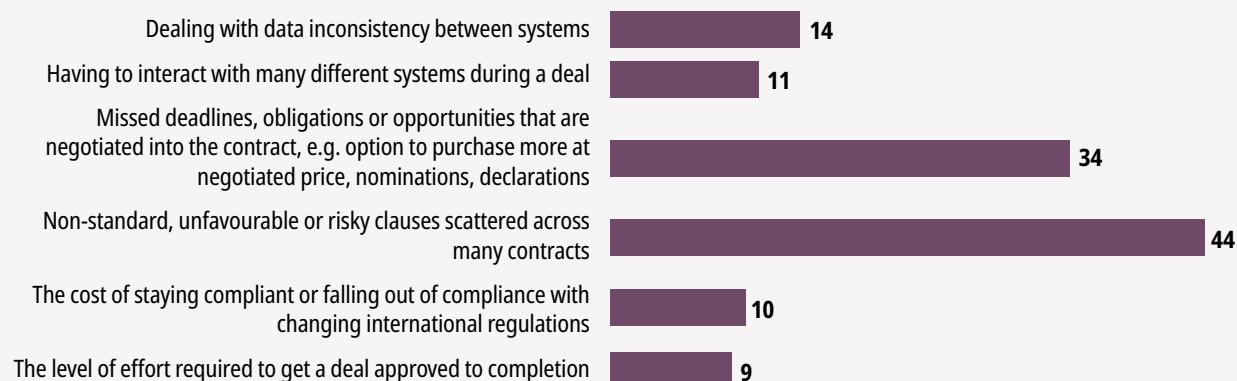 Dealing with data inconsistency between systems 14
Having to interact with many different systems during a deal 11
Missed deadlines, obligations or opportunities that are
negotiated into the contract, e.g. option to purchase more at
negotiated price, nominations, declarations
34
Non-standard, unfavourable or risky clauses scattered across
many contracts
44
The cost of staying compliant or falling out of compliance with
changing international regulations
10
The level of effort required to get a deal approved to completion 9